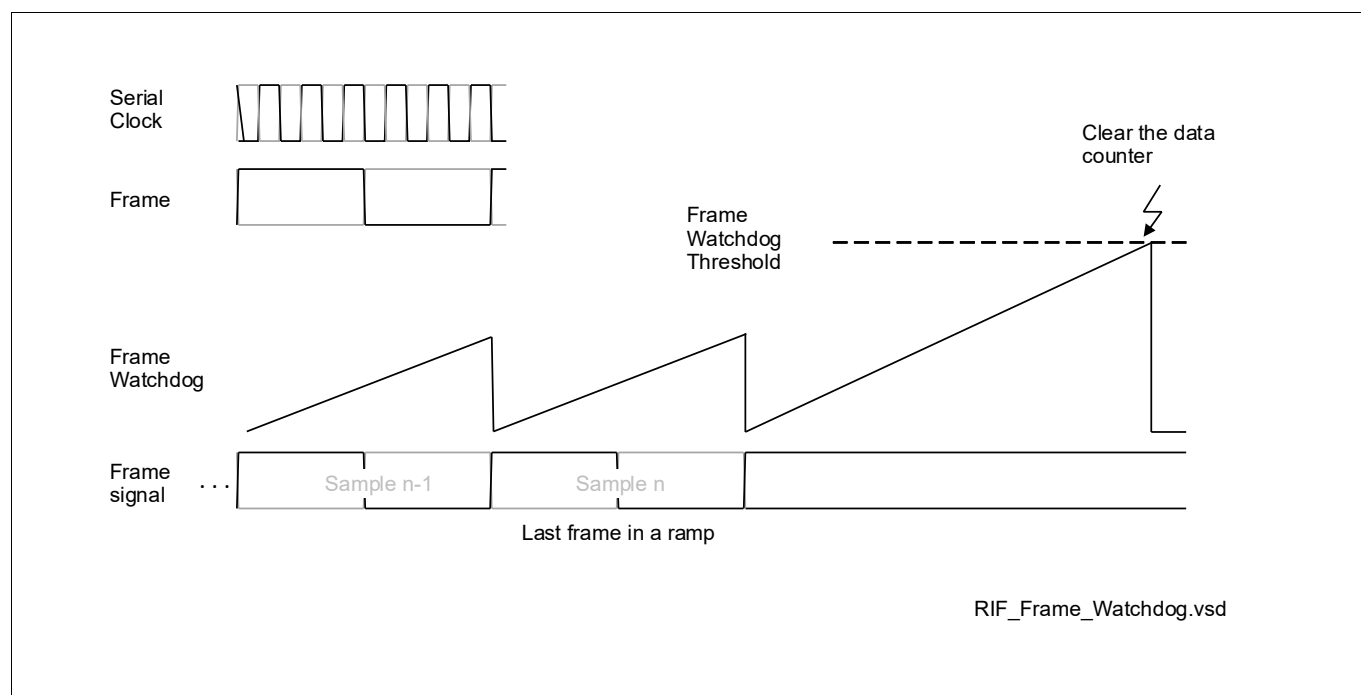 Serial
Clock
Frame
Clear the data
counter
Frame
Watchdog
Threshold
Frame
Watchdog
Frame
signal
. . .
Sample n-1
Sample n
Last frame in a ramp
RIF_Frame_Watchdog.vsd